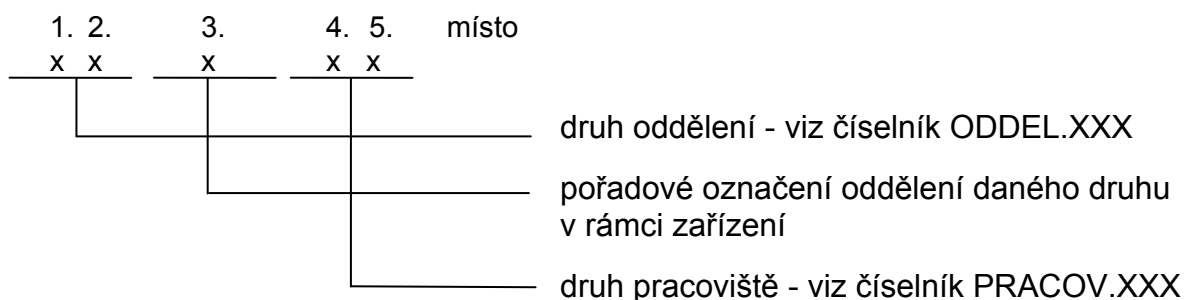 1. 2. 3. 4. 5. místo
x x x x x
druh oddělení - viz číselník ODDEL.XXX
pořadové označení oddělení daného druhu
v rámci zařízení
druh pracoviště - viz číselník PRACOV.XXX